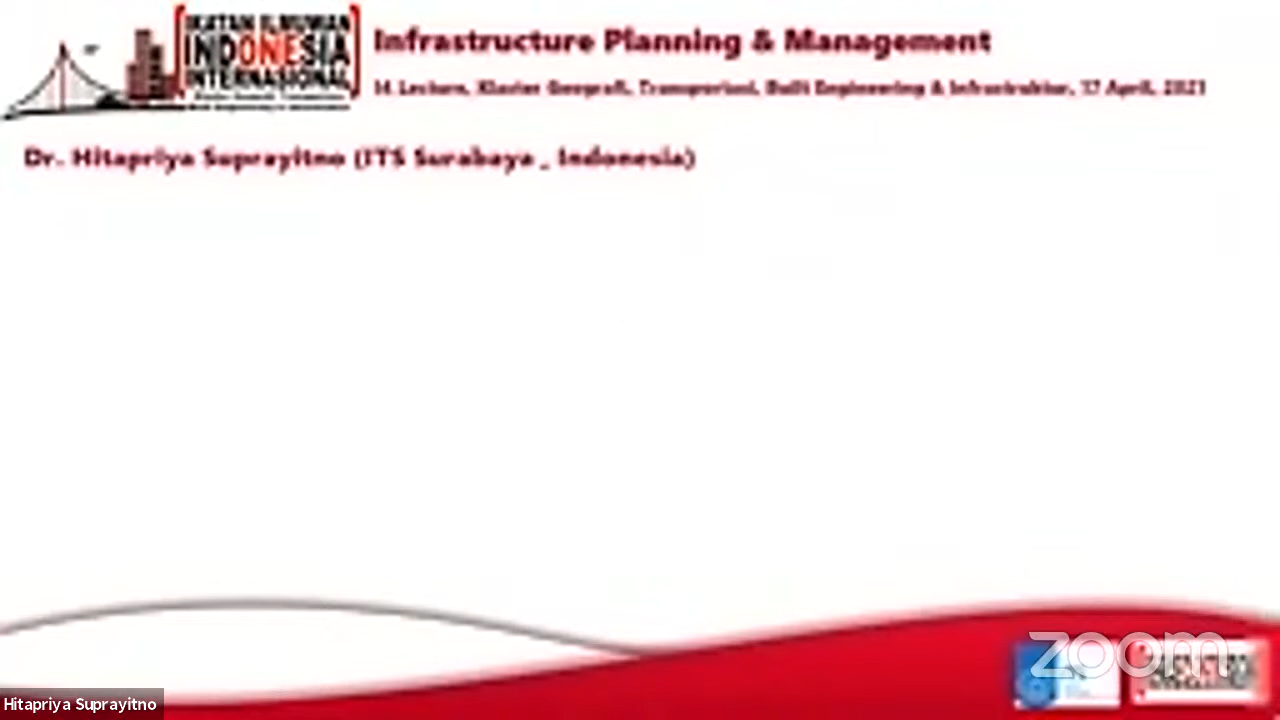 IKATAN ILMUWAN
INDONESIA
INTERNASIONAL
Infrastructure Planning & Management
I4 Lecture, Klaster Geografi, Transportasi, Built Engineering & Infrastruktur, 17 April, 2021
Dr. Hitapriya Suprayitno (ITS Surabaya _ Indonesia)
zoom
Hitapriya Suprayitno